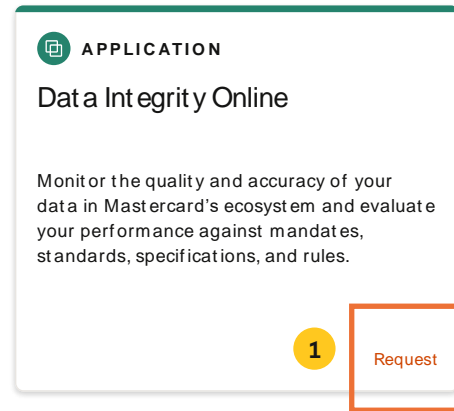 APPLICATION
Data Integrity Online
Monitor the quality and accuracy of your
data in Mastercard’s ecosystem and evaluate
your performance against mandates,
standards, specifications, and rules.
1
Request